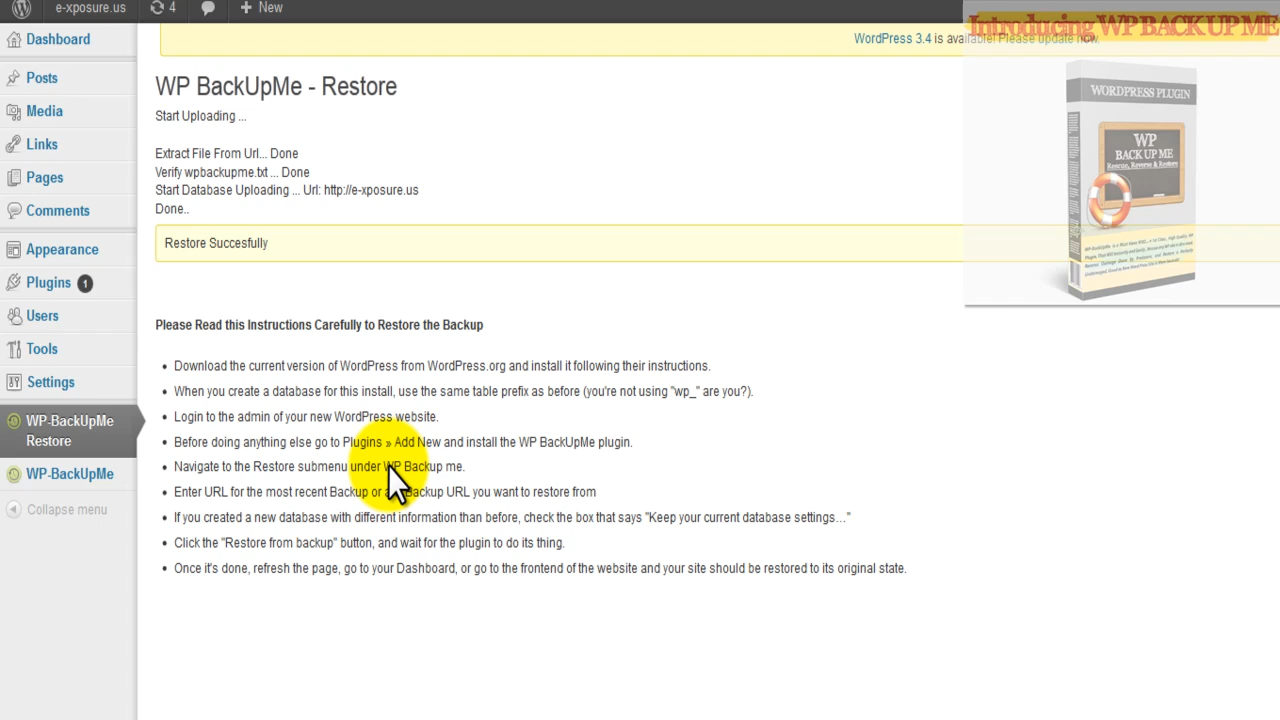 e-xposure.us 4 New
Introducing WP BACK UP ME
WordPress 3.4 is available! Please update now.
Dashboard
Posts
Media
Links
Pages
Comments
Appearance
Plugins 1
Users
Tools
Settings
WP-BackUpMe
Restore
WP-BackUpMe
Collapse menu
WP BackUpMe - Restore
Start Uploading ...
Extract File From Url... Done
Verify wpbackupme.txt ... Done
Start Database Uploading ... Url: http://e-xposure.us
Done..
Restore Succesfully
Please Read this Instructions Carefully to Restore the Backup
Download the current version of WordPress from WordPress.org and install it following their instructions.
When you create a database for this install, use the same table prefix as before (you're not using "wp_" are you?).
Login to the admin of your new WordPress website.
Before doing anything else go to Plugins » Add New and install the WP BackUpMe plugin.
Navigate to the Restore submenu under WP Backup me.
Enter URL for the most recent Backup or a Backup URL you want to restore from
If you created a new database with different information than before, check the box that says "Keep your current database settings..."
Click the "Restore from backup" button, and wait for the plugin to do its thing.
Once it's done, refresh the page, go to your Dashboard, or go to the frontend of the website and your site should be restored to its original state.
WORDPRESS PLUGIN
WP
BACK UP ME
Rescue, Reverse & Restore